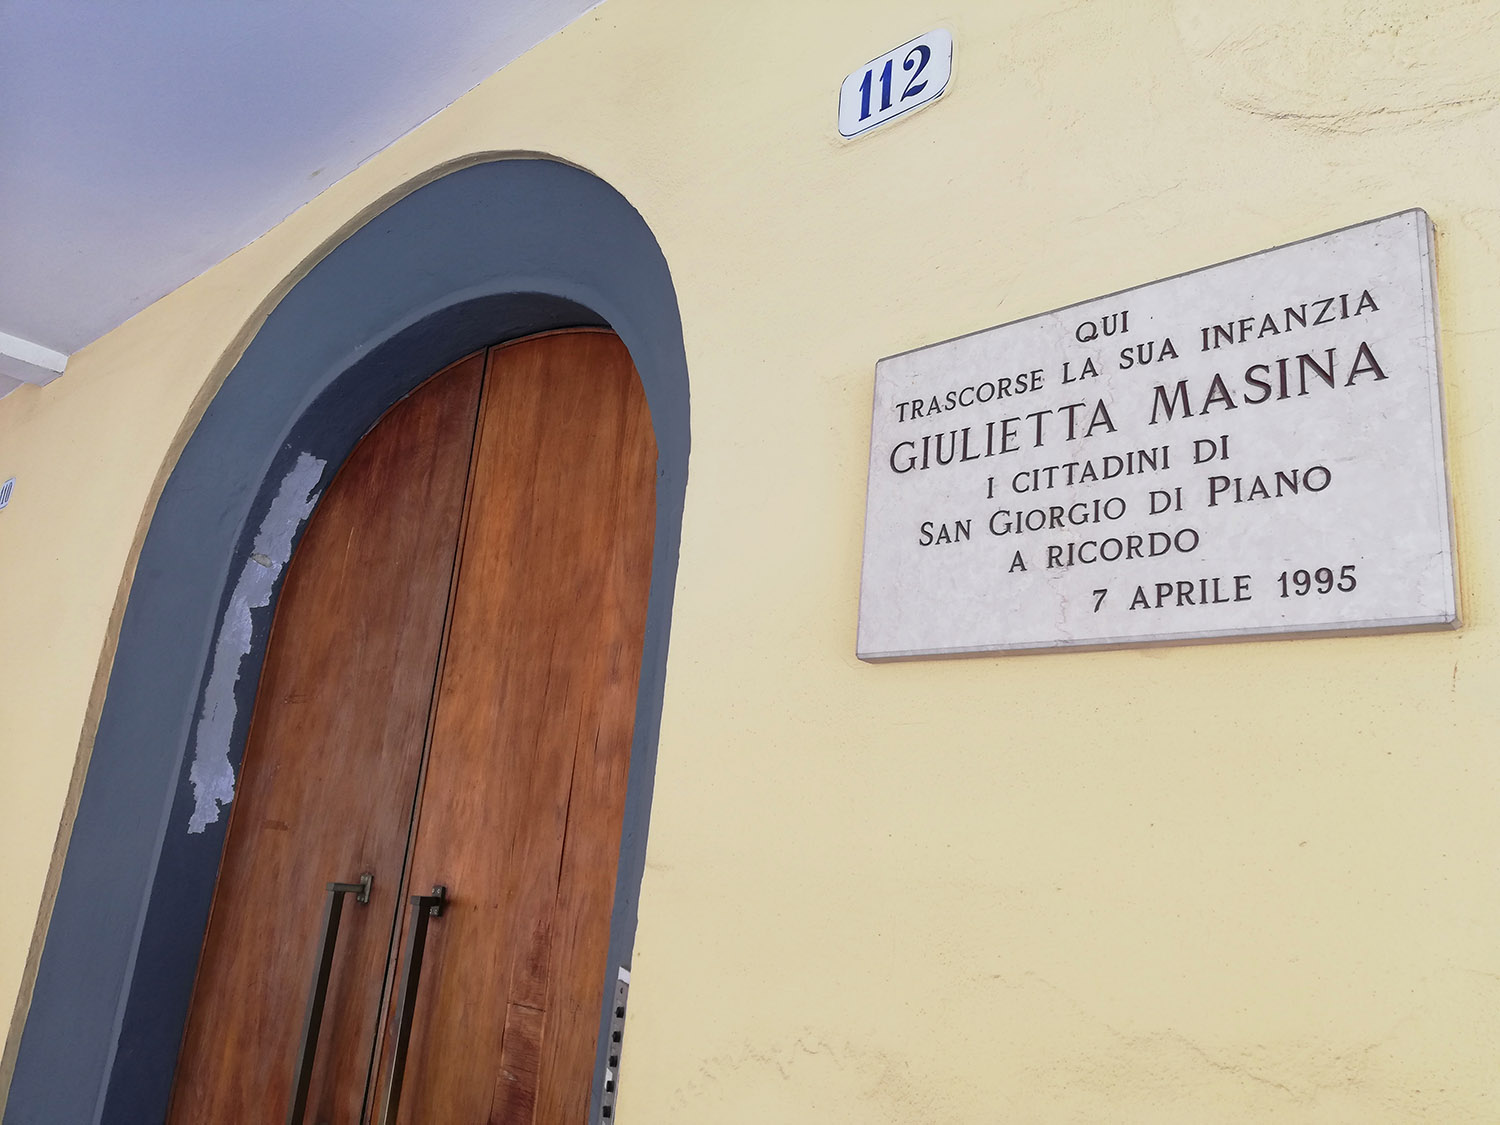 112
QUI
TRASCORSE LA SUA INFANZIA
GIULIETTA MASINA
I CITTADINI DI
SAN GIORGIO DI PIANO
A RICORDO
7 APRILE 1995